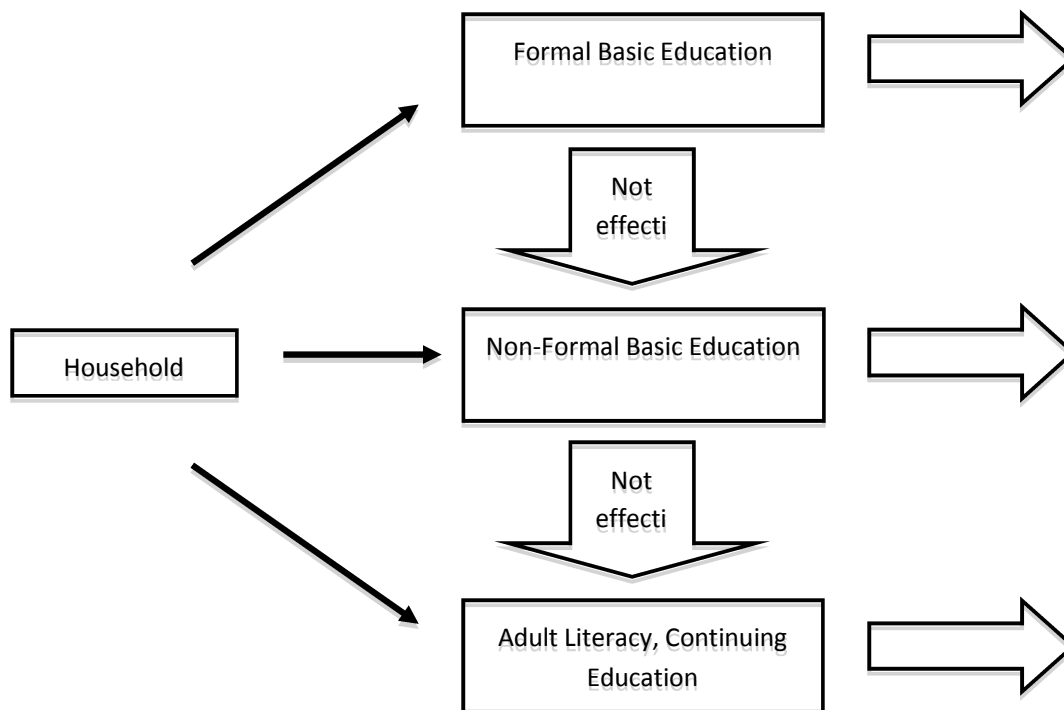 Formal Basic Education
Not
effecti
Household
Non-Formal Basic Education
Not
effecti
Adult Literacy, Continuing
Education